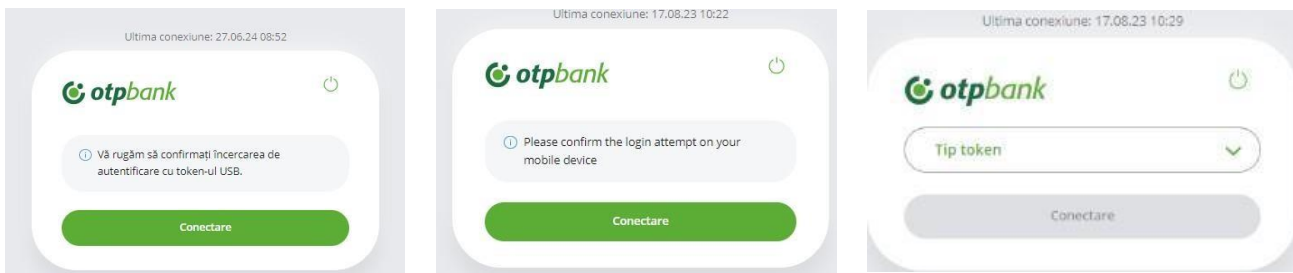 Ultima conexiune: 27.06.24 08:52
otpbank
Vă rugăm să confirmați încercarea de
autentificare cu token-ul USB.
Conectare
Ultima conexiune: 17.08.23 10:22
otpbank
Please confirm the login attempt on your
mobile device
Conectare
Ultima conexiune: 17.08.23 10:29
otpbank
Tip token
Conectare